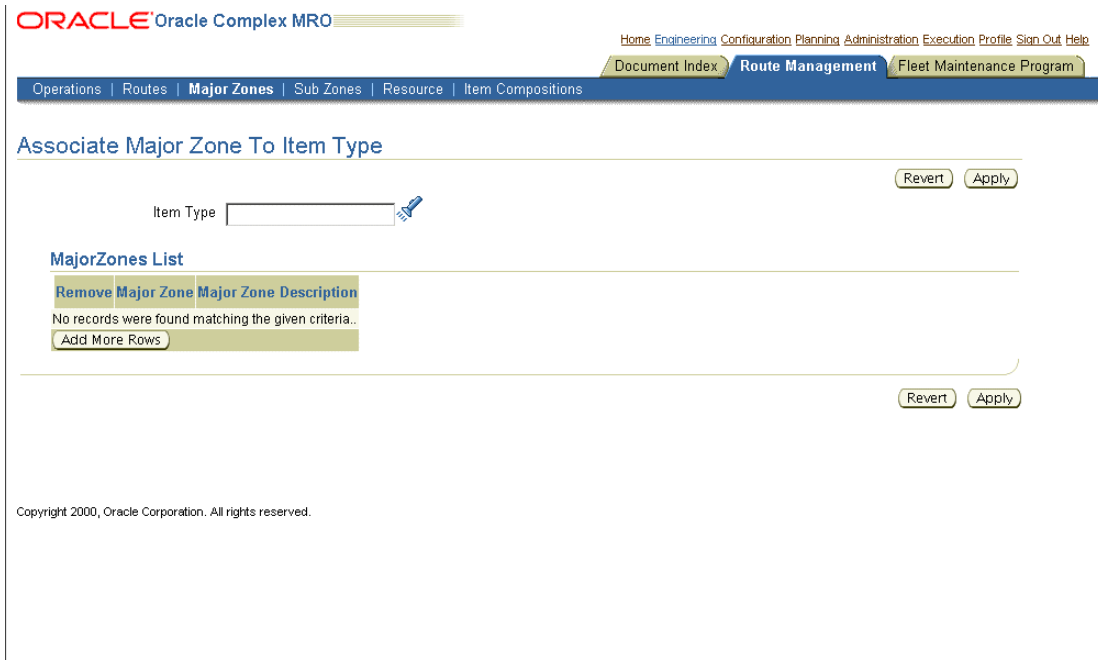 ORACLE Oracle Complex MRO
Home Engineering Configuration Planning Administration Execution Profile Sign Out Help
Document Index Route Management Fleet Maintenance Program
Operations | Routes | Major Zones | Sub Zones | Resource | Item Compositions
Associate Major Zone To Item Type
Revert Apply
Item Type
MajorZones List
Remove Major Zone Major Zone Description
No records were found matching the given criteria..
Add More Rows
Revert Apply
Copyright 2000, Oracle Corporation. All rights reserved.